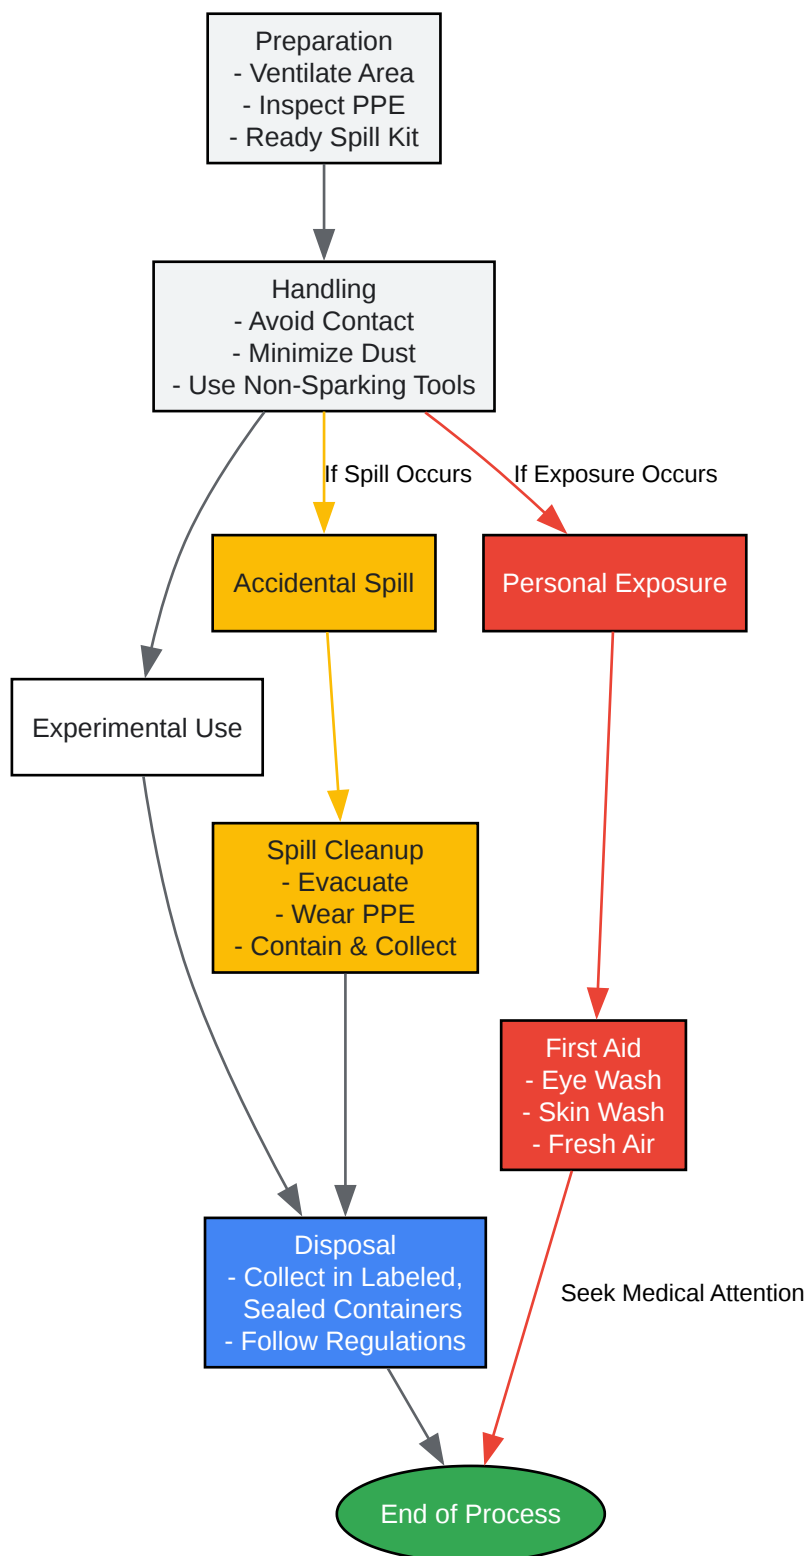 Preparation
- Ventilate Area
- Inspect PPE
- Ready Spill Kit
Handling
- Avoid Contact
- Minimize Dust
- Use Non-Sparking Tools
If Spill Occurs
If Exposure Occurs
Accidental Spill
Personal Exposure
Experimental Use
Spill Cleanup
- Evacuate
- Wear PPE
- Contain & Collect
First Aid
- Eye Wash
- Skin Wash
- Fresh Air
Disposal
- Collect in Labeled,
Sealed Containers
- Follow Regulations
Seek Medical Attention
End of Process